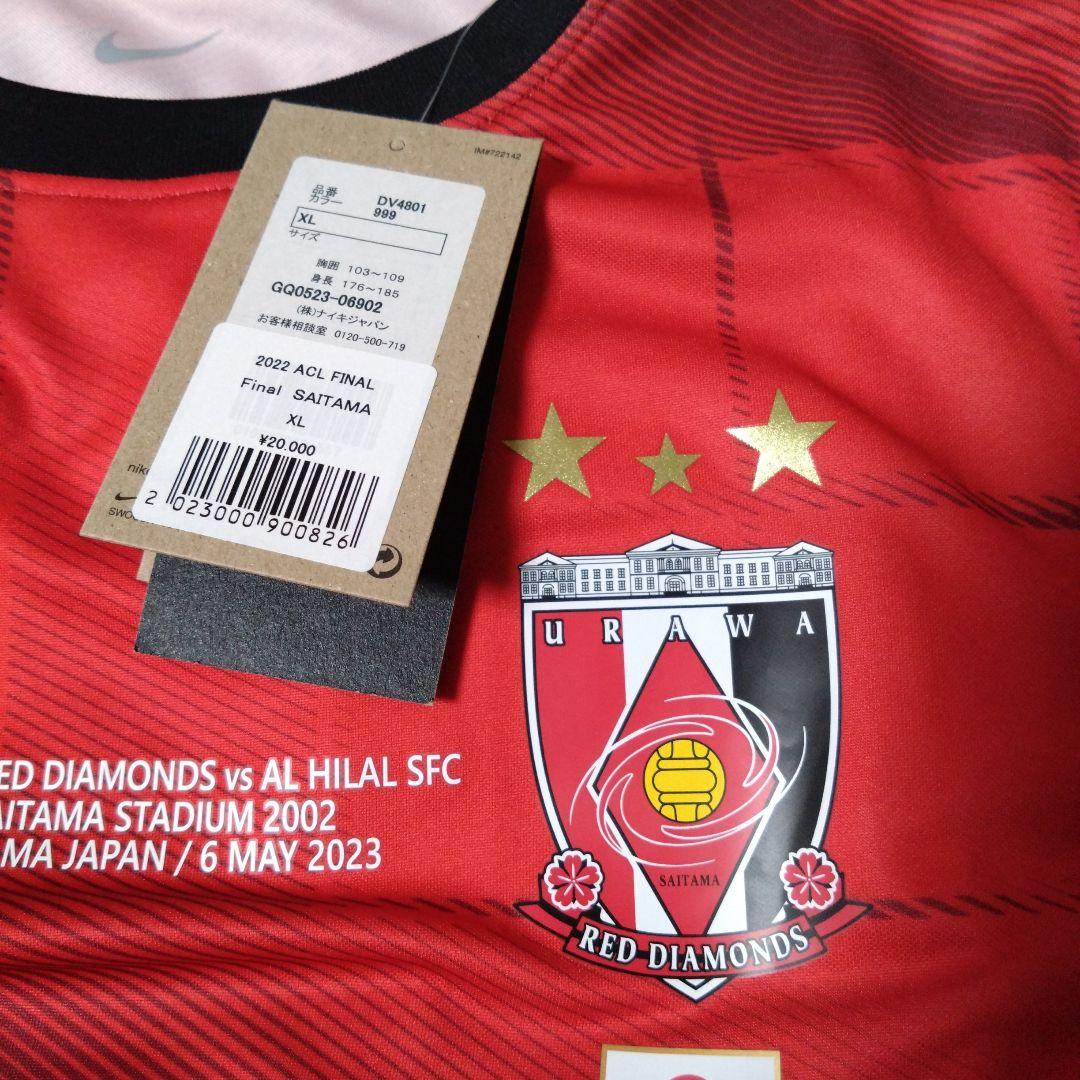 IM#722142
品番 DV4801
カラー 999
XL
サイズ
胸囲 103～109
身長 176～185
GQ0523-06902
(株)ナイキジャパン
お客様相談室 0120-500-719
2022 ACL FINAL
Final SAITAMA
XL
¥20.000
2 023000 900826
URAWA
SAITAMA
RED DIAMONDS
ED DIAMONDS vs AL HILAL SFC
AITAMA STADIUM 2002
AMA JAPAN / 6 MAY 2023